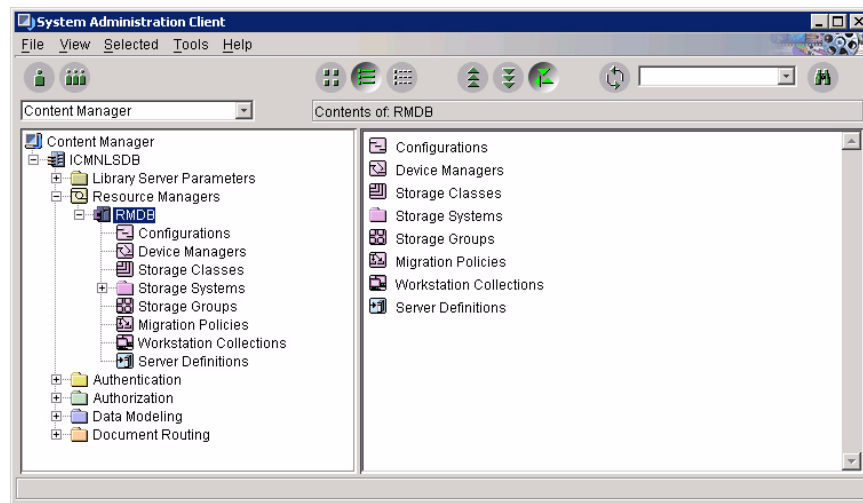 System Administration Client
File View Selected Tools Help
Content Manager
Contents of: RMDB
Content Manager
ICMNLSDB
Library Server Parameters
Resource Managers
RMDB
Configurations
Device Managers
Storage Classes
Storage Systems
Storage Groups
Migration Policies
Workstation Collections
Server Definitions
Authentication
Authorization
Data Modeling
Document Routing
Configurations
Device Managers
Storage Classes
Storage Systems
Storage Groups
Migration Policies
Workstation Collections
Server Definitions